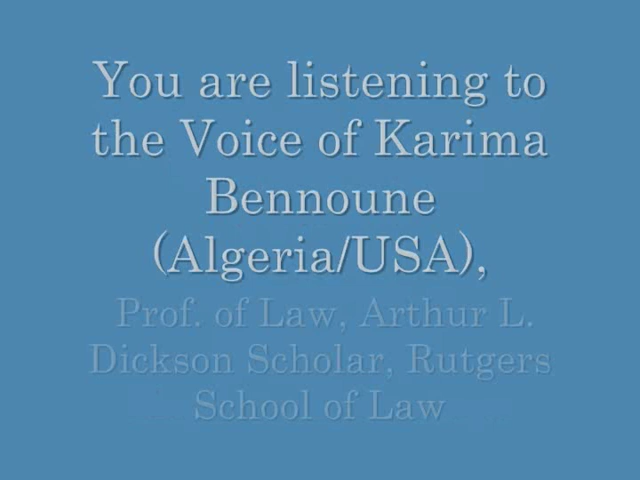 You are listening to
the Voice of Karima
Bennoune
(Algeria/USA),
Prof. of Law, Arthur L.
Dickson Scholar, Rutgers
School of Law